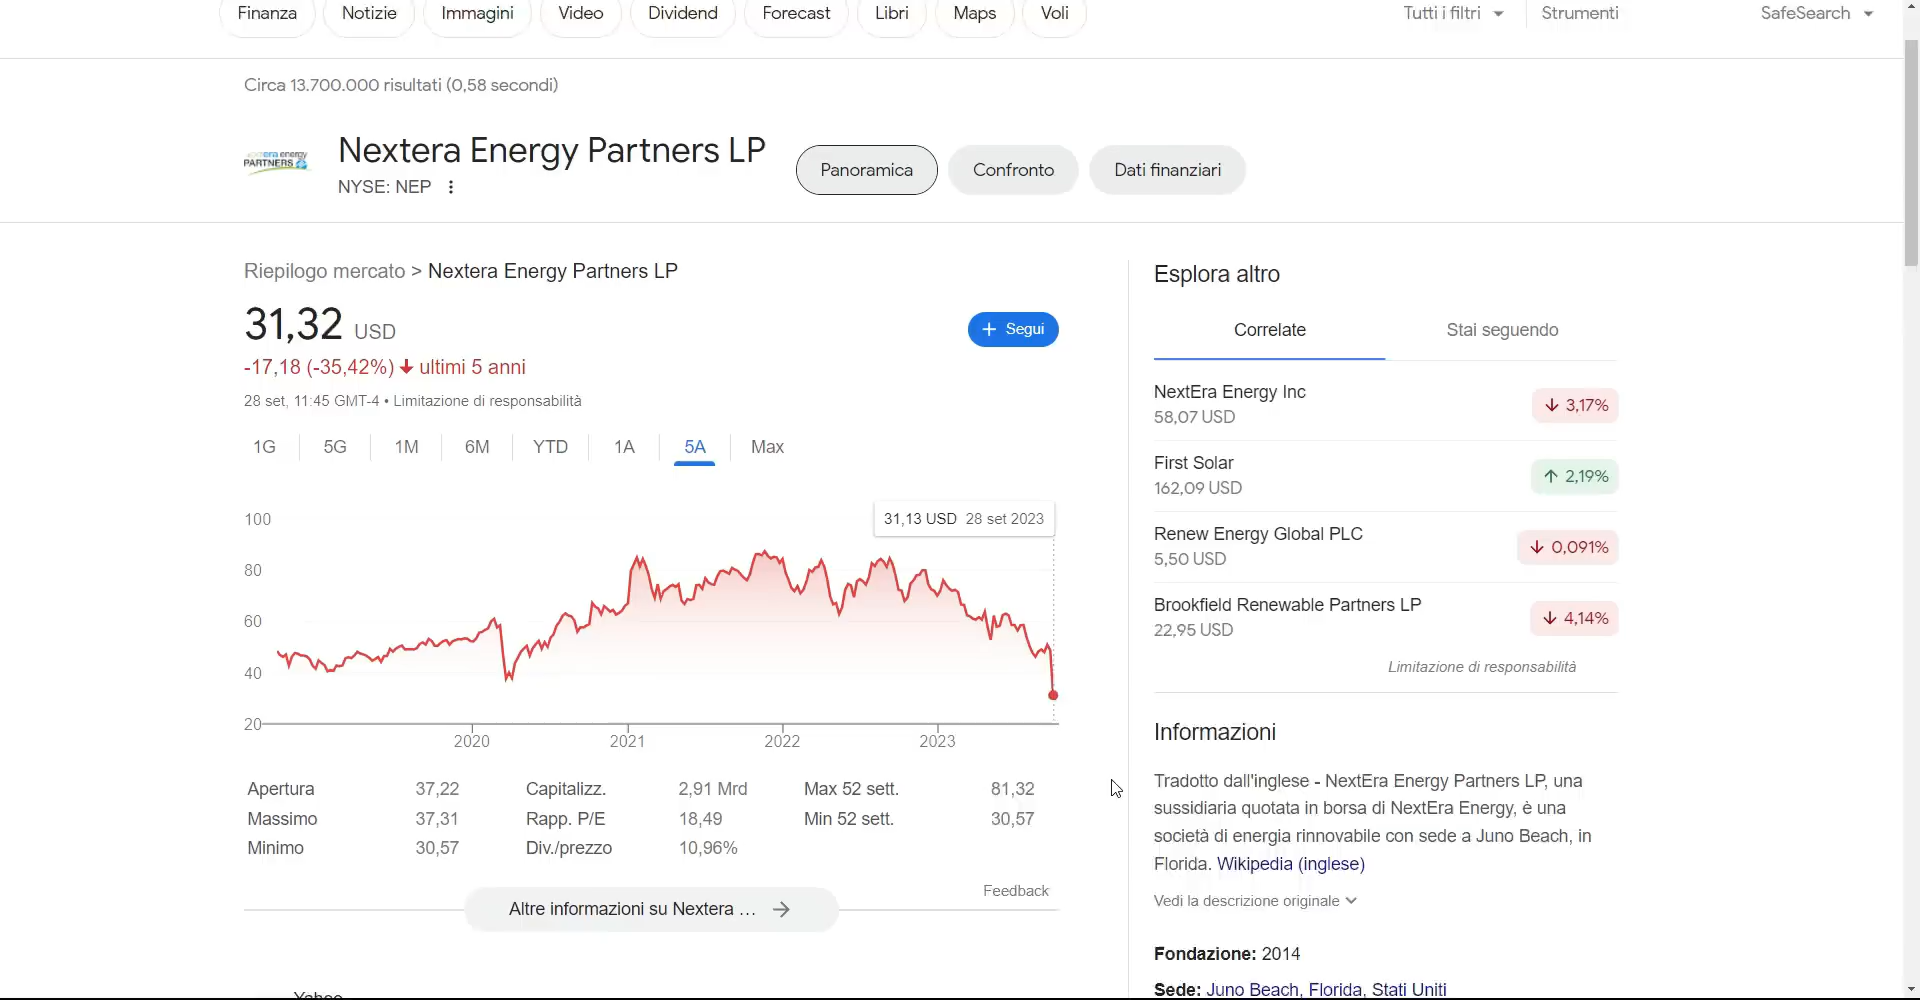 Finanza
Notizie
Immagini
Video
Dividend
Forecast
Libri
Maps
Voli
Tutti i filtri
Strumenti
SafeSearch
Circa 13.700.000 risultati (0,58 secondi)
nextera energy
PARTNERS
Nextera Energy Partners LP
NYSE: NEP
Panoramica
Confronto
Dati finanziari
Riepilogo mercato > Nextera Energy Partners LP
31,32 USD
-17,18 (-35,42%) ultimi 5 anni
28 set, 11:45 GMT-4 • Limitazione di responsabilità
+ Segui
1G
5G
1M
6M
YTD
1A
5A
Max
31,13 USD 28 set 2023
100
80
60
40
20
2020
2021
2022
2023
Apertura 37,22
Massimo 37,31
Minimo 30,57
Capitalizz. 2,91 Mrd
Rapp. P/E 18,49
Div./prezzo 10,96%
Max 52 sett. 81,32
Min 52 sett. 30,57
Feedback
Altre informazioni su Nextera ...
Yahoo
Esplora altro
Correlate
Stai seguendo
NextEra Energy Inc
58,07 USD
3,17%
First Solar
162,09 USD
2,19%
Renew Energy Global PLC
5,50 USD
0,091%
Brookfield Renewable Partners LP
22,95 USD
4,14%
Limitazione di responsabilità
Informazioni
Tradotto dall'inglese - NextEra Energy Partners LP, una
sussidiaria quotata in borsa di NextEra Energy, è una
società di energia rinnovabile con sede a Juno Beach, in
Florida. Wikipedia (inglese)
Vedi la descrizione originale
Fondazione: 2014
Sede: Juno Beach, Florida, Stati Uniti